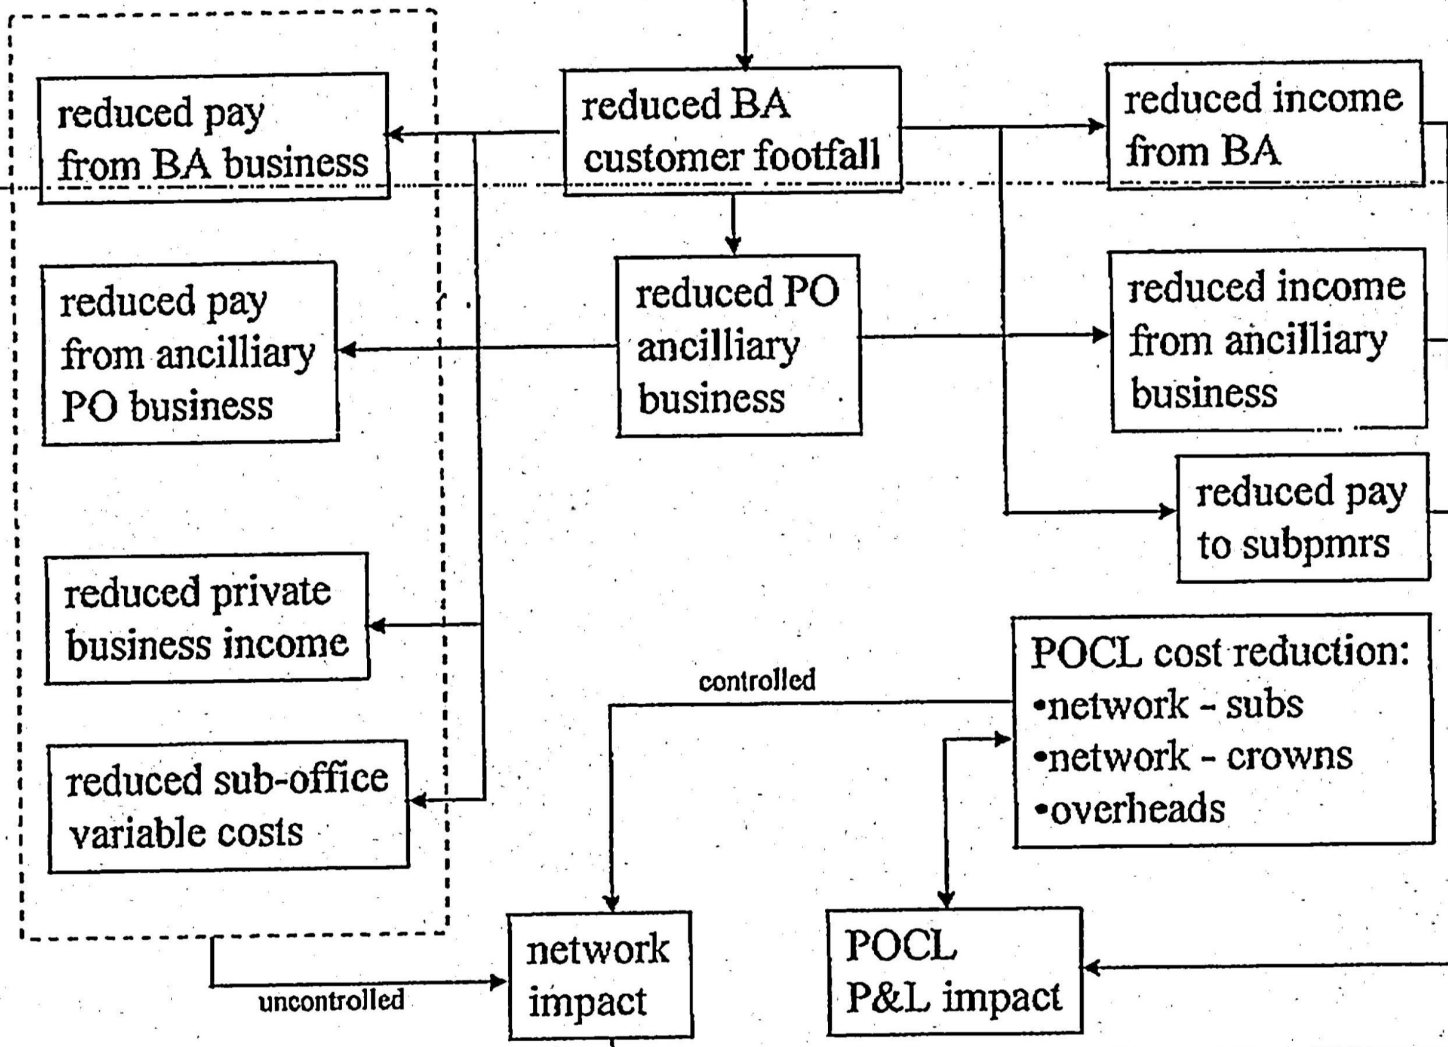 reduced pay
from BA business
reduced BA
customer footfall
reduced income
from BA
reduced pay
from ancilliary
PO business
reduced PO
ancilliary
business
reduced income
from ancilliary
business
reduced pay
to subpmrs
reduced private
business income
controlled
POCL cost reduction:
•network - subs
•network - crowns
•overheads
reduced sub-office
variable costs
uncontrolled
network
impact
POCL
P&L impact